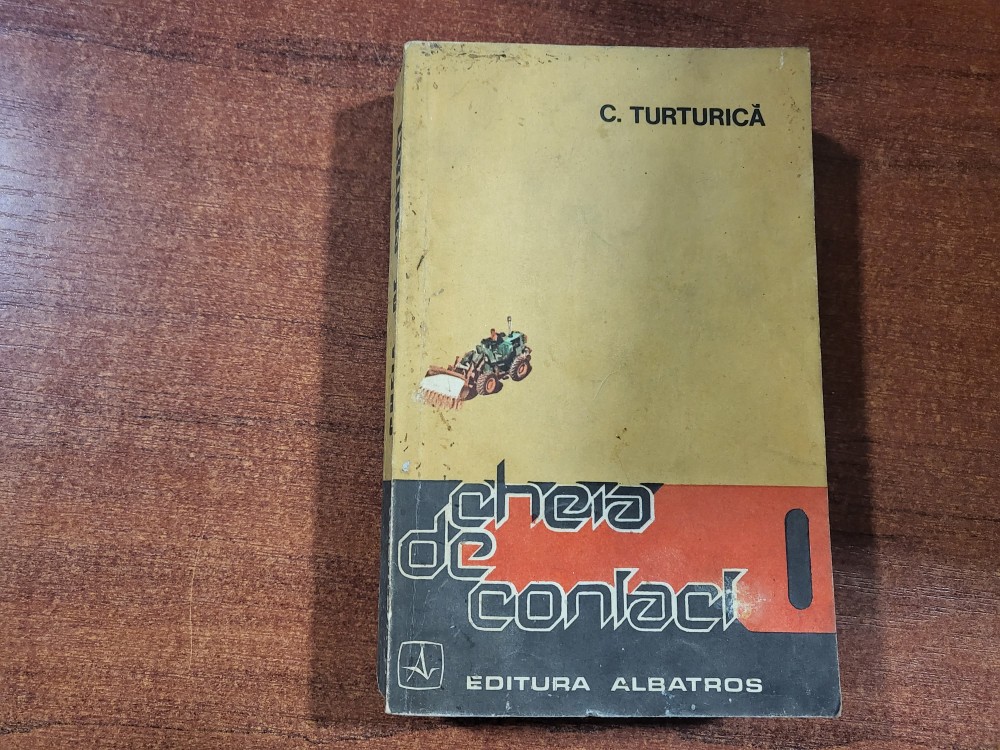 C. TURTURICĂ
cheia
de
contact
EDITURA ALBATROS